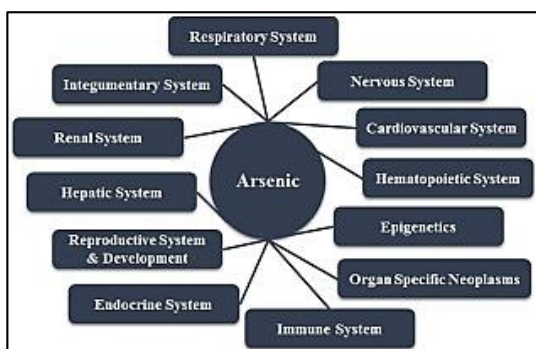 Respiratory System
Integumentary System
Nervous System
Renal System
Cardiovascular System
Arsenic
Hepatic System
Hematopoietic System
Reproductive System
& Development
Epigenetics
Organ Specific Neoplasms
Endocrine System
Immune System